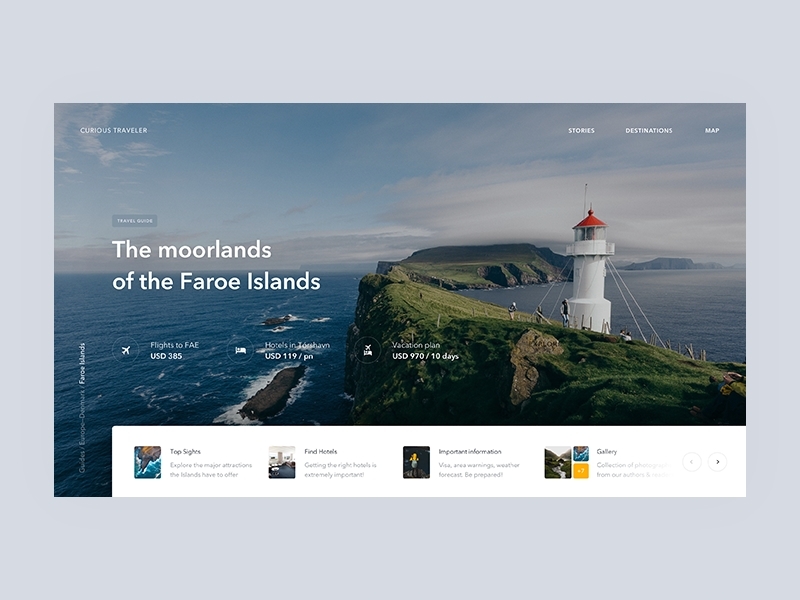 CURIOUS TRAVELER
STORIES
DESTINATIONS
MAP
TRAVEL GUIDE
The moorlands
of the Faroe Islands
Flights to FAE
USD 385
Hotels in Tórshavn
USD 119 / pn
Vacation plan
USD 970 / 10 days
EXPLORE
Guides / Europe–Denmark / Faroe Islands
Top Sights
Explore the major attractions
the Islands have to offer.
Find Hotels
Getting the right hotels is
extremely important!
Important information
Visa, area warnings, weather
forecast. Be prepared!
+7
Gallery
Collection of
from our authors &